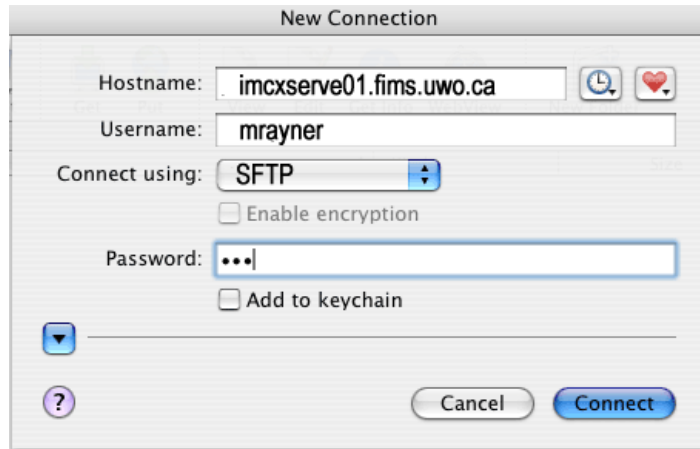 New Connection
Hostname: imcxserve01.fims.uwo.ca
Username: mrayner
Connect using: SFTP
Enable encryption
Password: •••
Add to keychain
? Cancel Connect